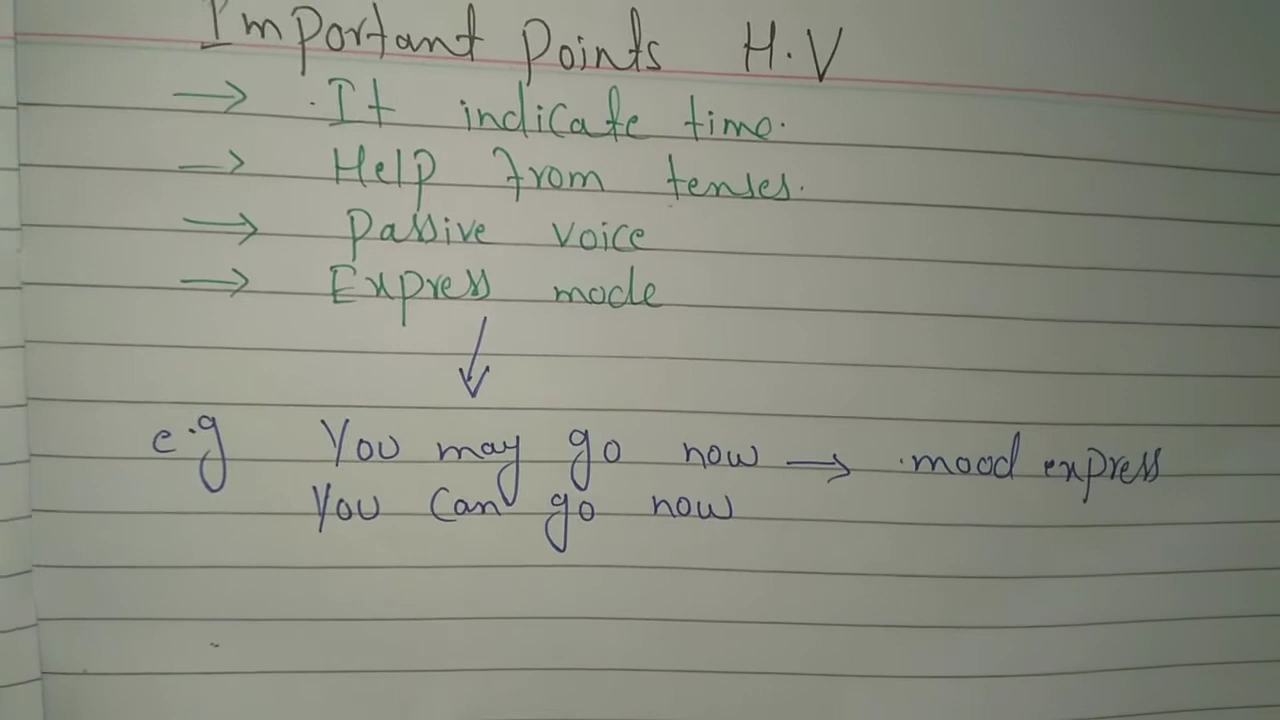 Important Points H.V
→ It indicate time.
→ Help from tenses.
→ Passive voice
→ Express mode
↓
e.g You may go now → mood express
You can go now